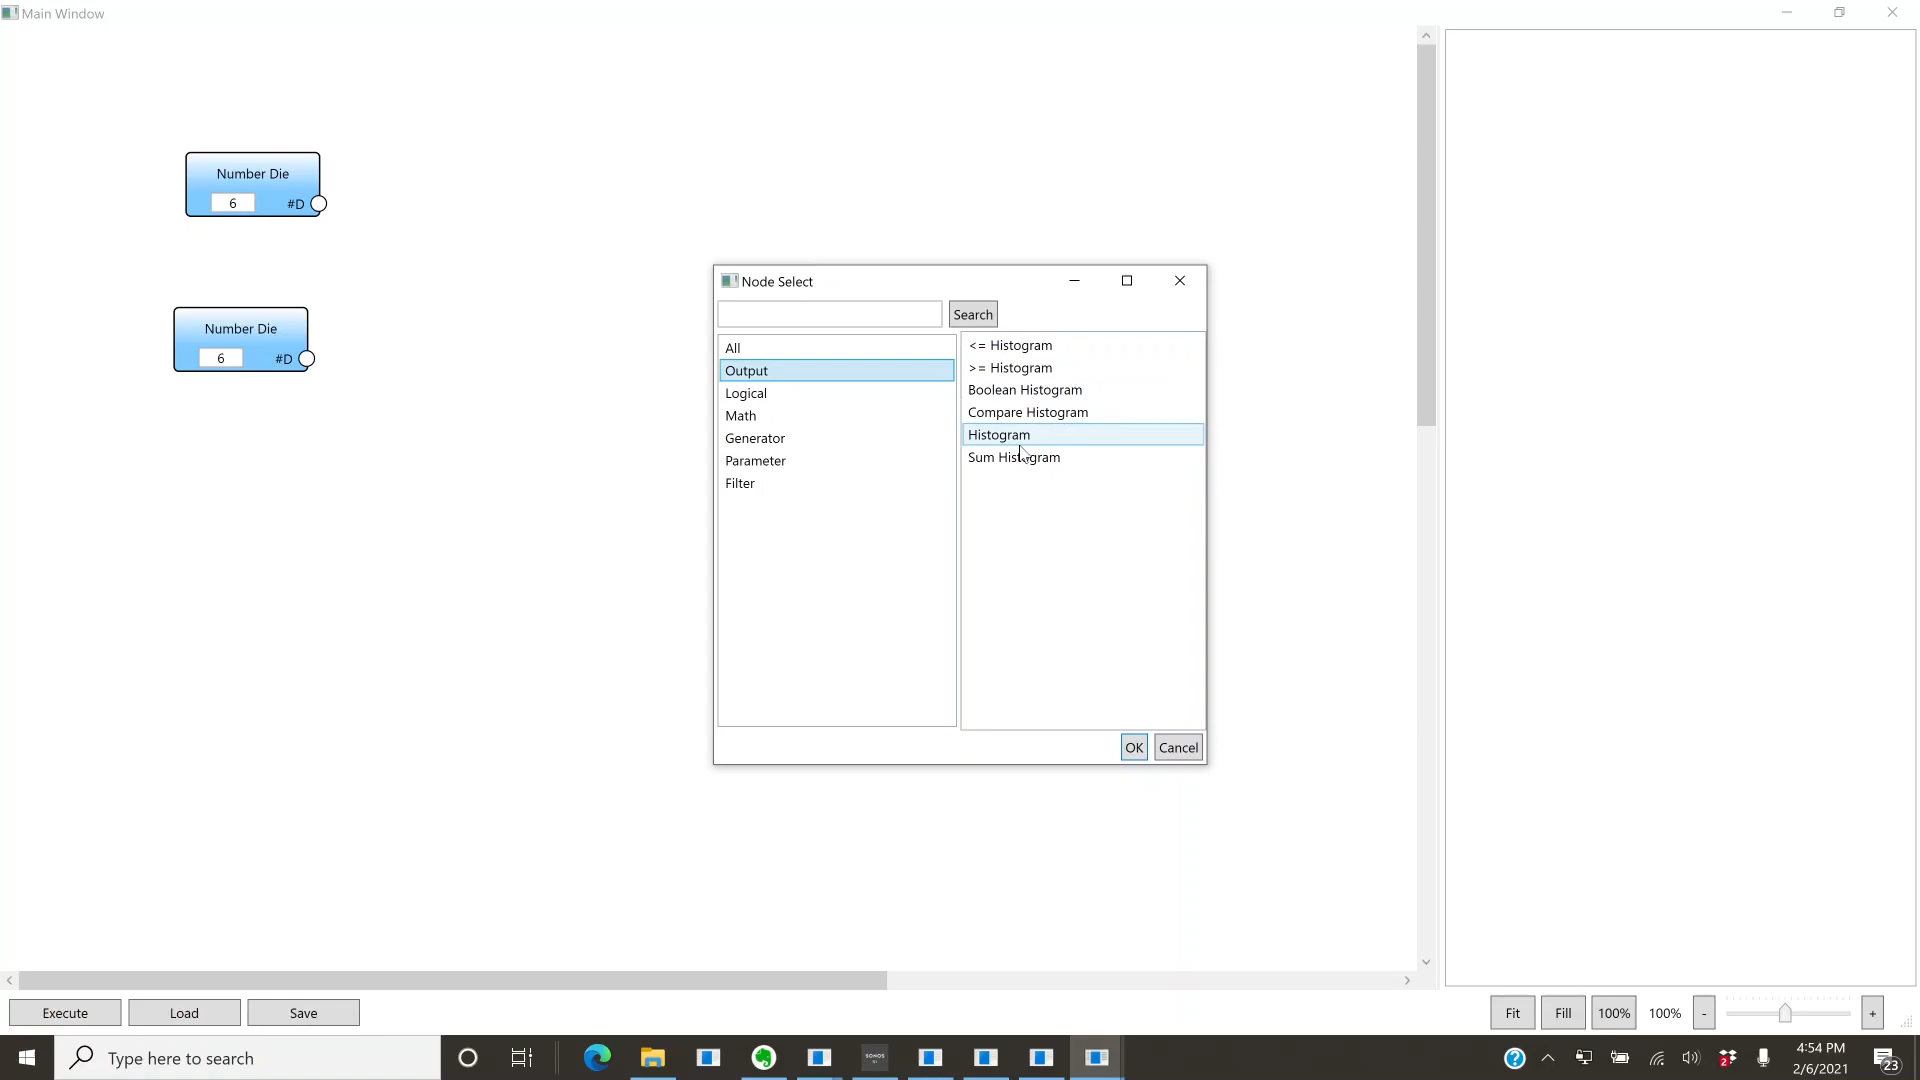 Main Window
Number Die
6 #D
Number Die
6 #D
Node Select
Search
All
Output
Logical
Math
Generator
Parameter
Filter
<= Histogram
>= Histogram
Boolean Histogram
Compare Histogram
Histogram
Sum Histogram
OK Cancel
Execute Load Save
Fit Fill 100% 100% - +
Type here to search
SONOS
2
4:54 PM
2/6/2021
23